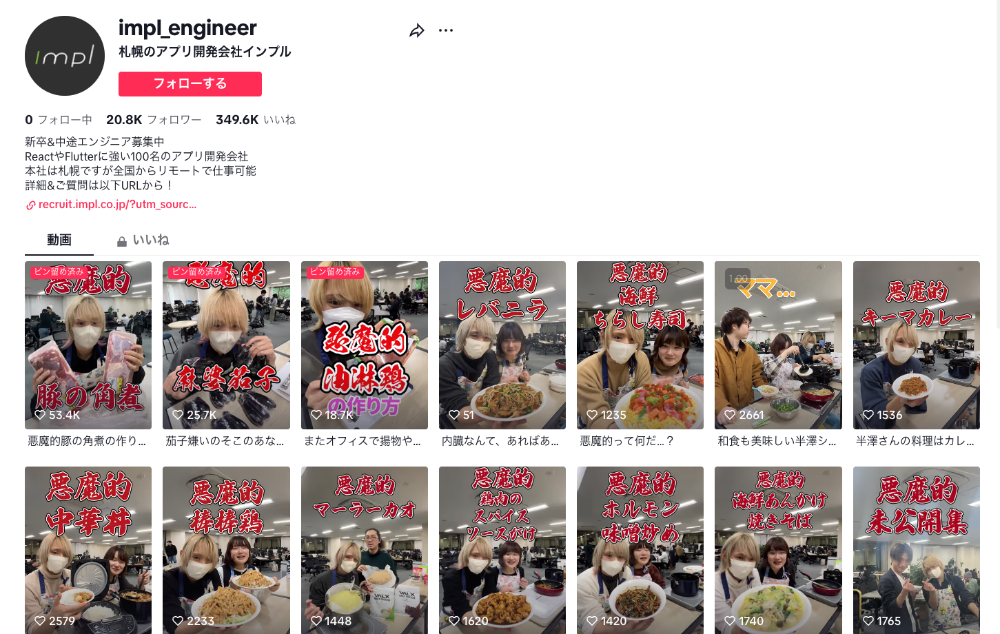 impl
impl_engineer
札幌のアプリ開発会社インプル
フォローする
0 フォロー中 20.8K フォロワー 349.6K いいね
新卒&中途エンジニア募集中
ReactやFlutterに強い100名のアプリ開発会社
本社は札幌ですが全国からリモートで仕事可能
詳細&ご質問は以下URLから！
recruit.impl.co.jp/?utm_sourc...
動画
いいね
ピン留め済み
悪魔的
豚の角煮
53.4K
悪魔的豚の角煮の作り...
ピン留め済み
悪魔的
麻婆茄子
25.7K
茄子嫌いのそこのあな...
ピン留め済み
悪魔的
油淋鶏
の作り方
18.7K
またオフィスで揚物や...
悪魔的
レバニラ
51
内臓なんて、あればあ...
悪魔的
海鮮
ちらし寿司
1235
悪魔的って何だ...？
1.00
ママ...
2661
和食も美味しい半澤シ...
悪魔的
キーマカレー
1536
半澤さんの料理はカレ...
悪魔的
中華丼
2579
悪魔的
棒棒鶏
2233
悪魔的
マーラーカオ
VALX
VALX
1448
悪魔的
鶏肉の
スパイス
ソースがけ
1620
悪魔的
ホルモン
味噌炒め
1420
悪魔的
海鮮あんかけ
焼きそば
1740
悪魔的
未公開集
1765